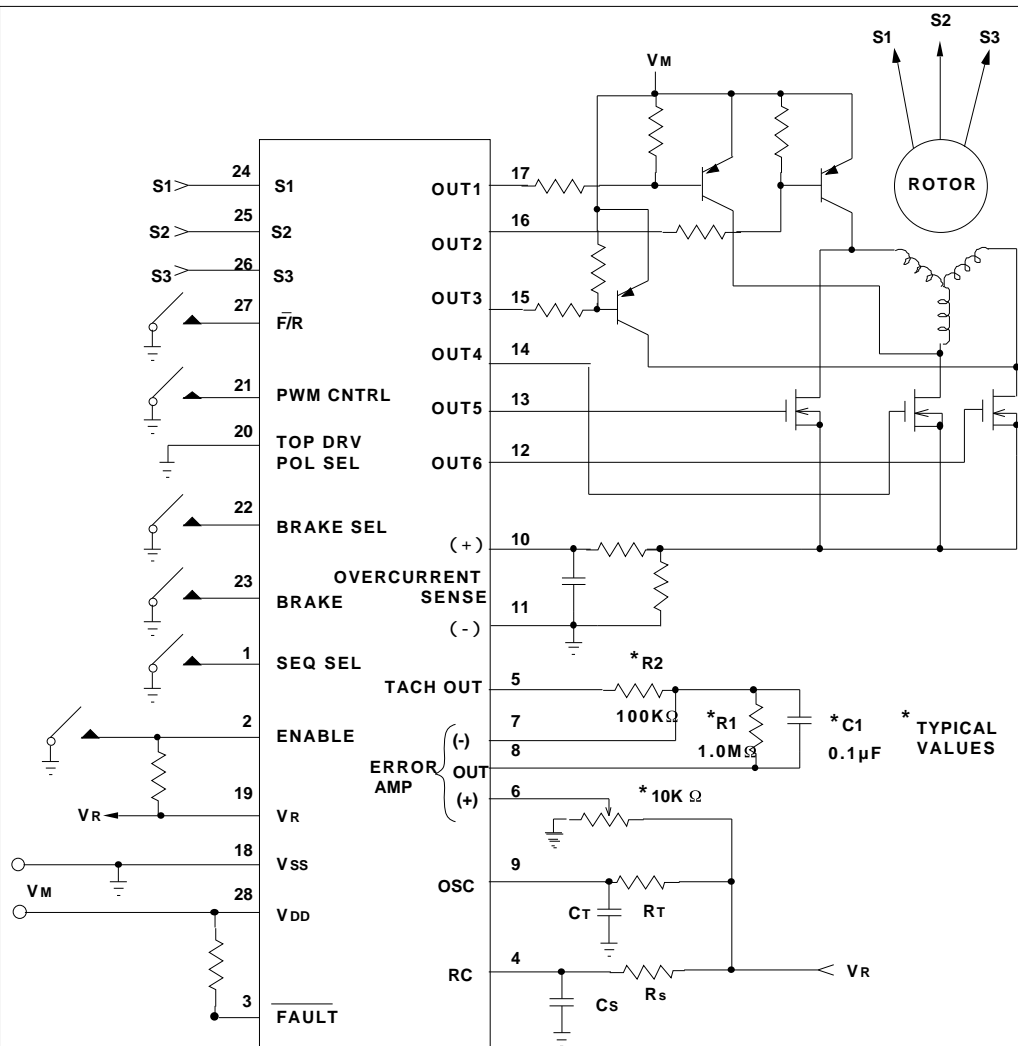 S1
S2
S3
VM
ROTOR
24
S1
S1
25
S2
S2
26
S3
S3
27
F̅/R
21
PWM CNTRL
20
TOP DRV
POL SEL
22
BRAKE SEL
23
BRAKE
1
SEQ SEL
2
ENABLE
19
VR
VR
18
VSS
VM
28
VDD
3
F̅A̅U̅L̅T̅
OUT1
17
OUT2
16
OUT3
15
OUT4
14
OUT5
13
OUT6
12
(+)
10
OVERCURRENT
SENSE
11
(-)
TACH OUT
5
*R2
100KΩ
7
(-)
ERROR
AMP
OUT
8
(+)
6
*R1
1.0MΩ
*C1
0.1µF
* TYPICAL
VALUES
*10K Ω
OSC
9
CT
RT
RC
4
CS
Rs
VR